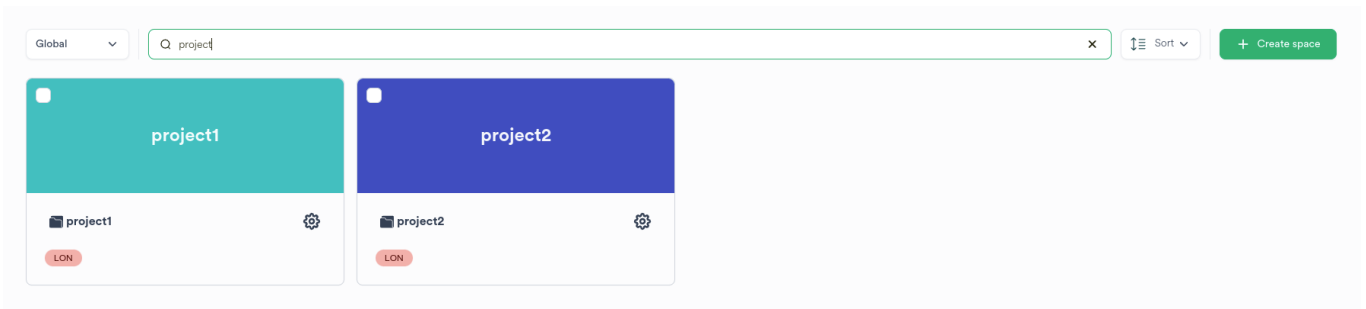 Global
project
Sort
Create space
project1
project2
project1
project2
LON
LON